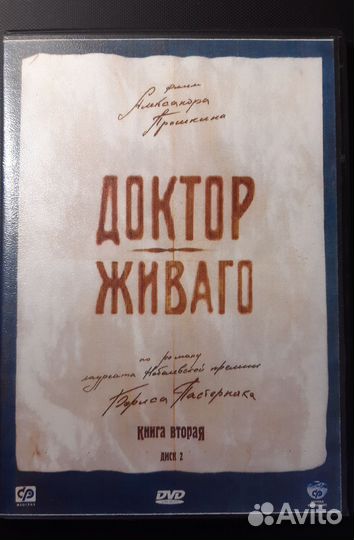 Фильм
Александра
Прошкина
ДОКТОР
ЖИВАГО
по роману
лауреата Нобелевской премии
Бориса Пастернака
КНИГА ВТОРАЯ
ДИСК 2
DVD
Avito